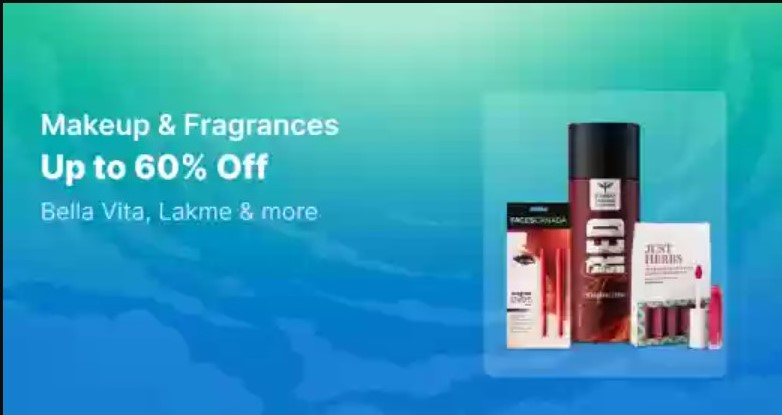 Makeup & Fragrances
Up to 60% Off
Bella Vita, Lakme & more
FACESCANADA
RED
JUST
HERBS